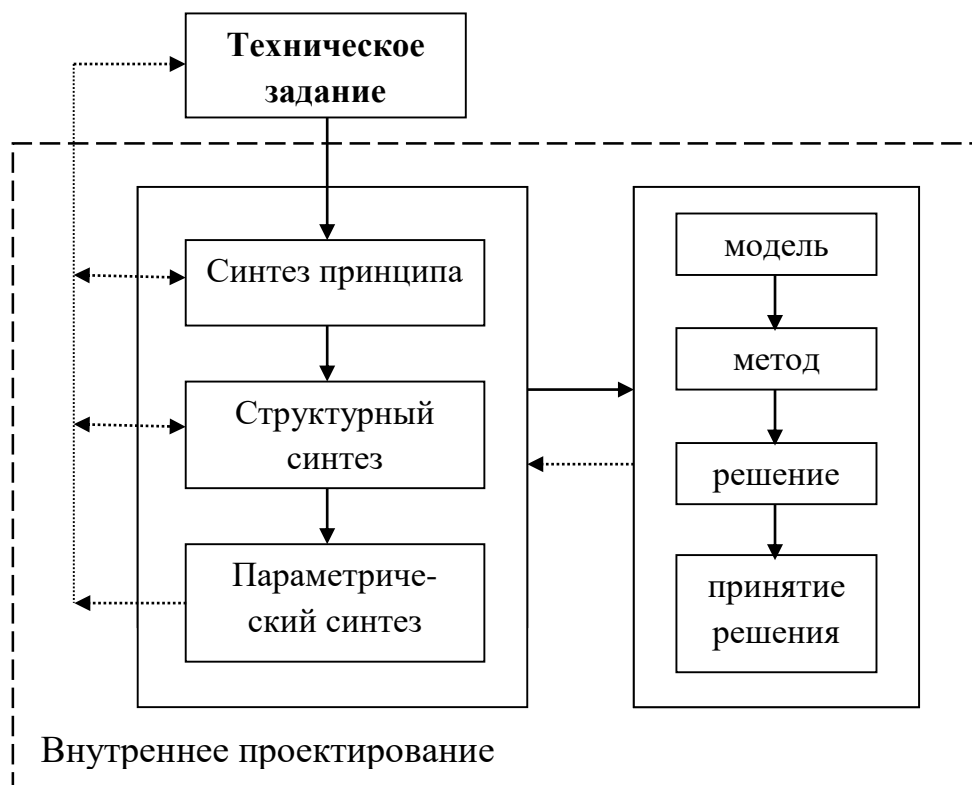 Техническое
задание
Синтез принципа
Структурный
синтез
Параметриче-
ский синтез
модель
метод
решение
принятие
решения
Внутреннее проектирование